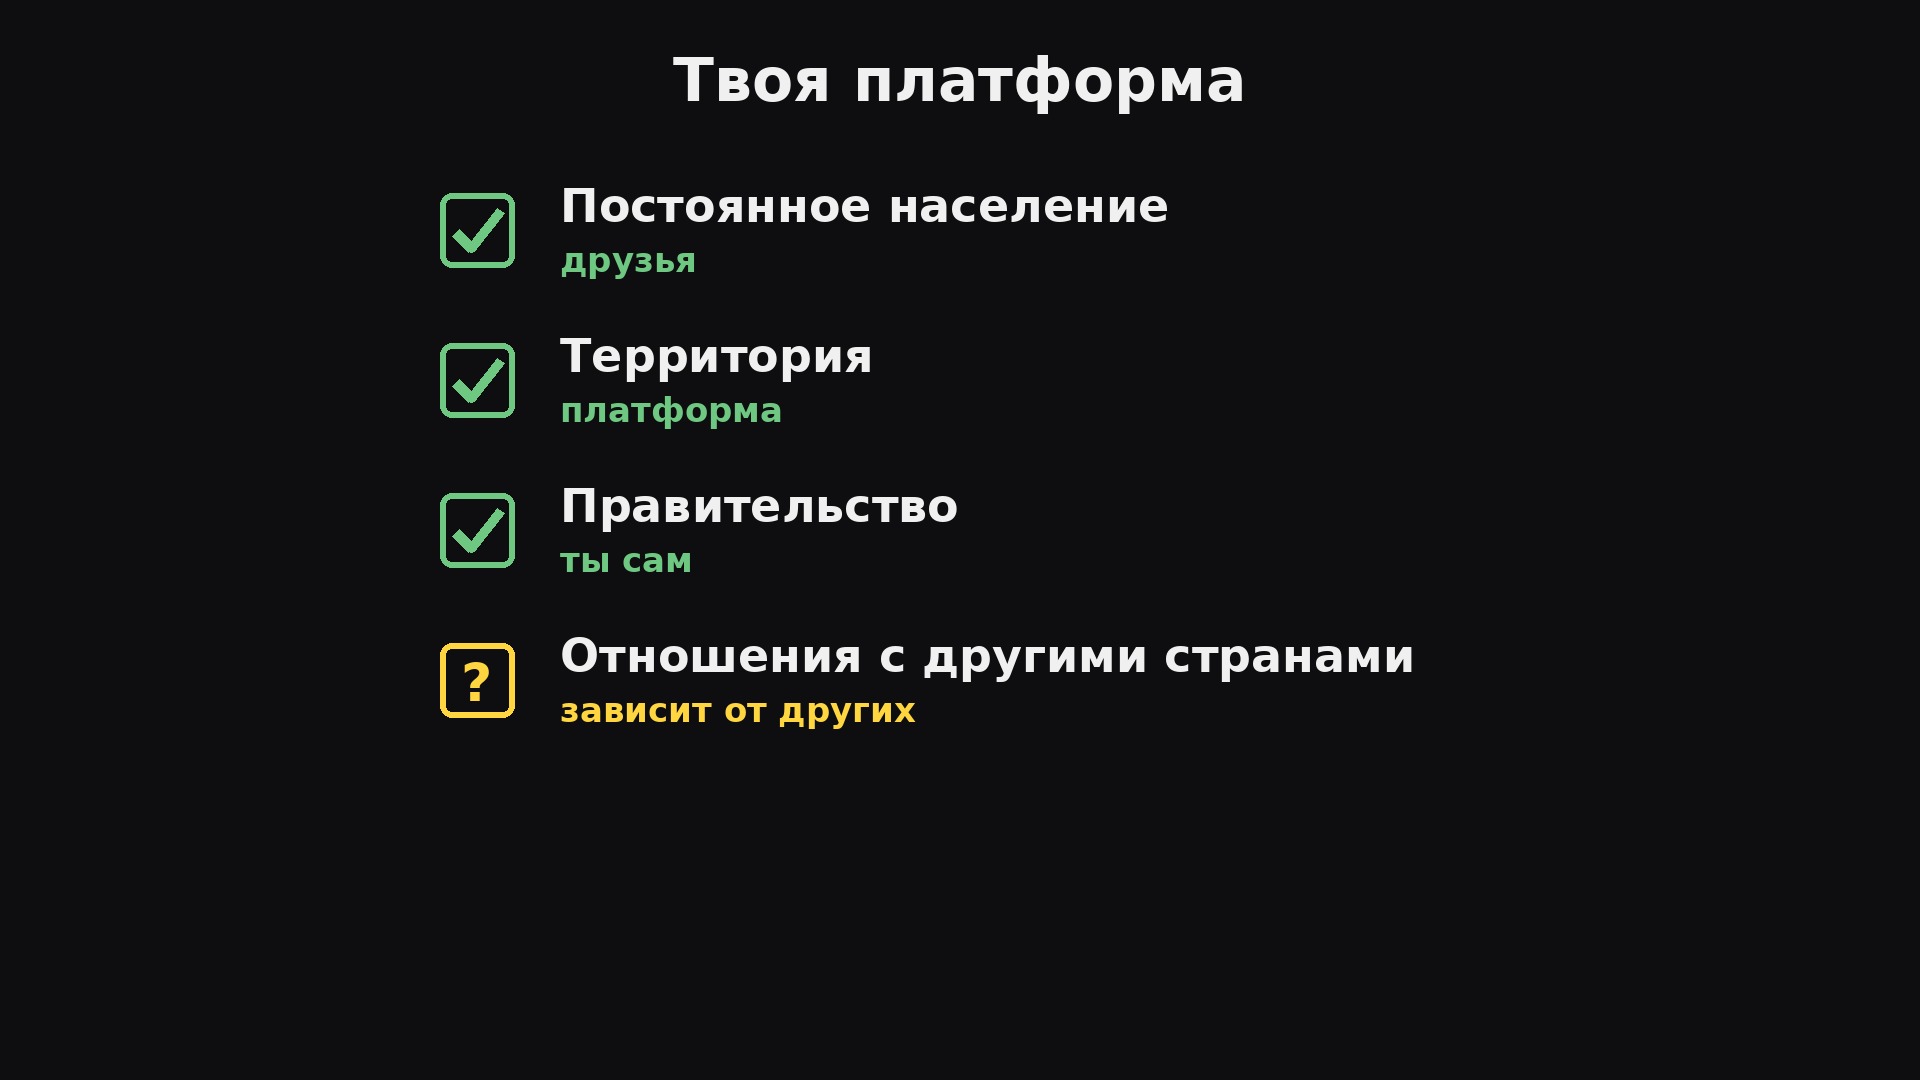 Твоя платформа
Постоянное население
друзья
Территория
платформа
Правительство
ты сам
?
Отношения с другими странами
зависит от других